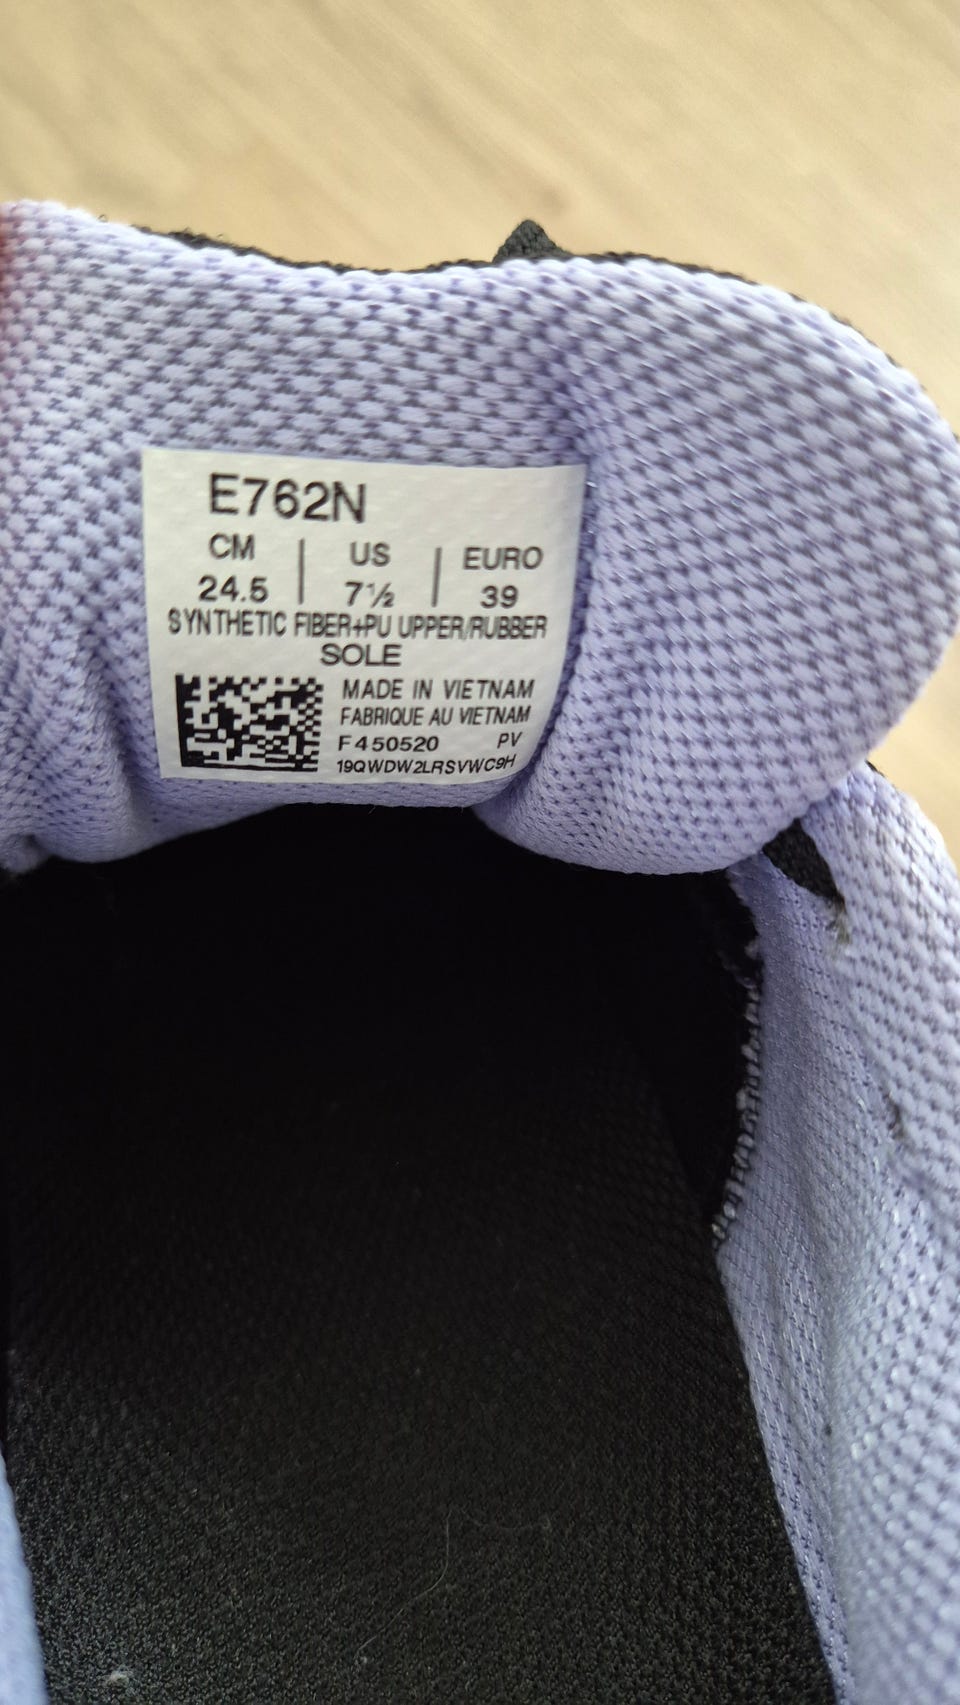 E762N
CM | US | EURO
24.5 | 7½ | 39
SYNTHETIC FIBER+PU UPPER/RUBBER
SOLE
MADE IN VIETNAM
FABRIQUE AU VIETNAM
F450520 PV
19QWDW2LRSVWC9H